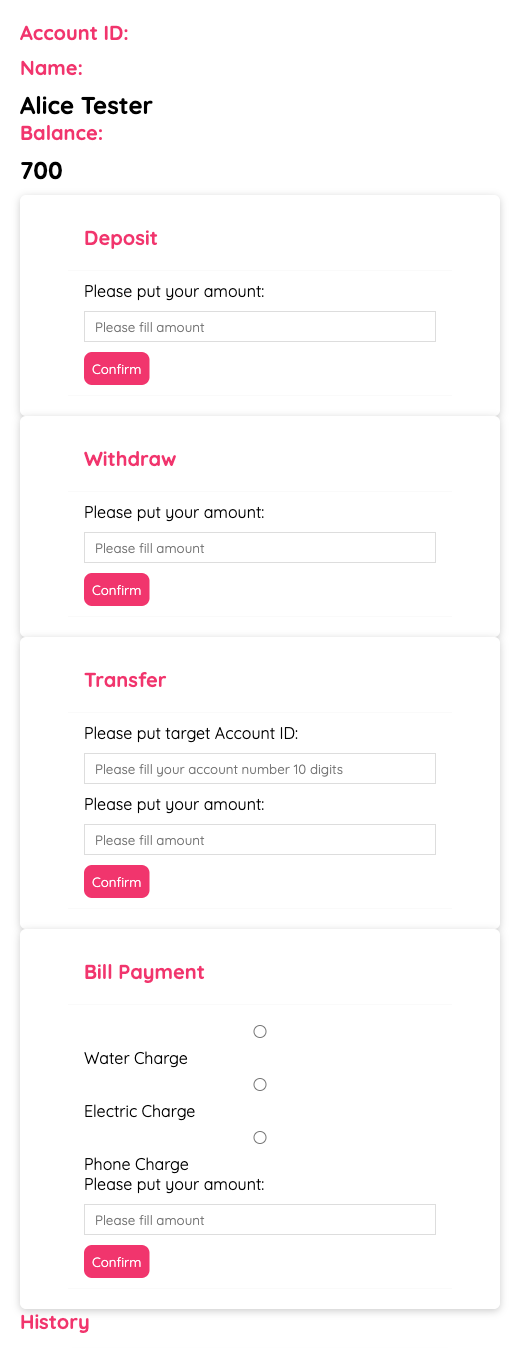 Account ID:
Name:
Alice Tester
Balance:
700
Deposit
Please put your amount:
Please fill amount
Confirm
Withdraw
Please put your amount:
Please fill amount
Confirm
Transfer
Please put target Account ID:
Please fill your account number 10 digits
Please put your amount:
Please fill amount
Confirm
Bill Payment
Water Charge
Electric Charge
Phone Charge
Please put your amount:
Please fill amount
Confirm
History